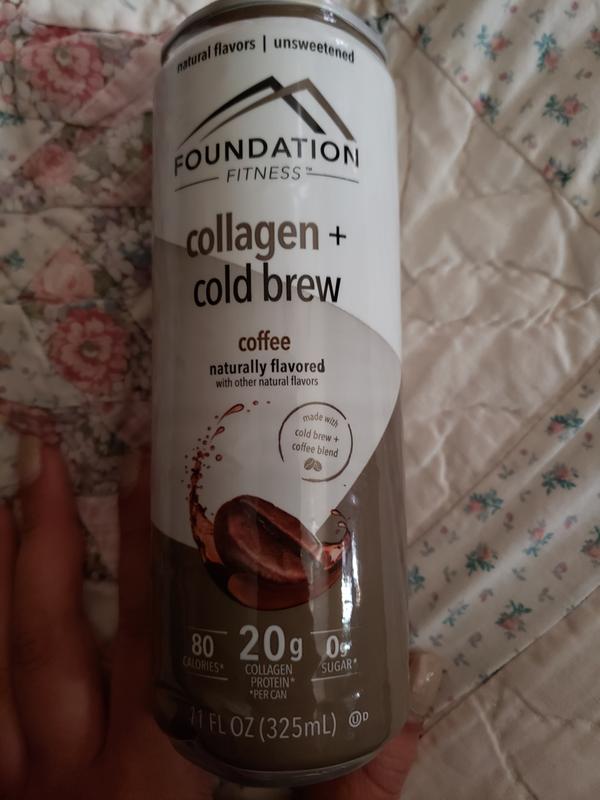 natural flavors | unsweetened
FOUNDATION
FITNESS™
collagen +
cold brew
coffee
naturally flavored
with other natural flavors
made with
cold brew +
coffee blend
80
CALORIES*
20g
COLLAGEN
PROTEIN*
*PER CAN
0g
SUGAR*
11 FL OZ (325mL) ⓊD